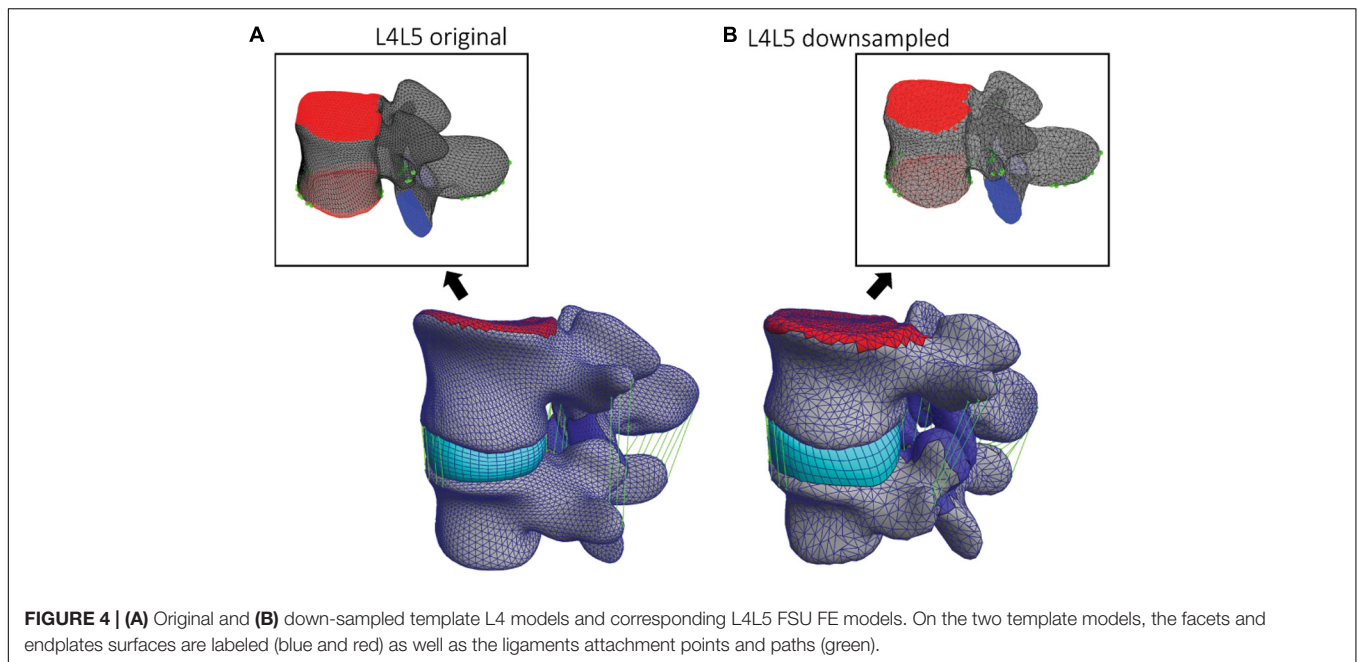 A L4L5 original
B L4L5 downsampled
FIGURE 4 | (A) Original and (B) down-sampled template L4 models and corresponding L4L5 FSU FE models. On the two template models, the facets and
endplates surfaces are labeled (blue and red) as well as the ligaments attachment points and paths (green).